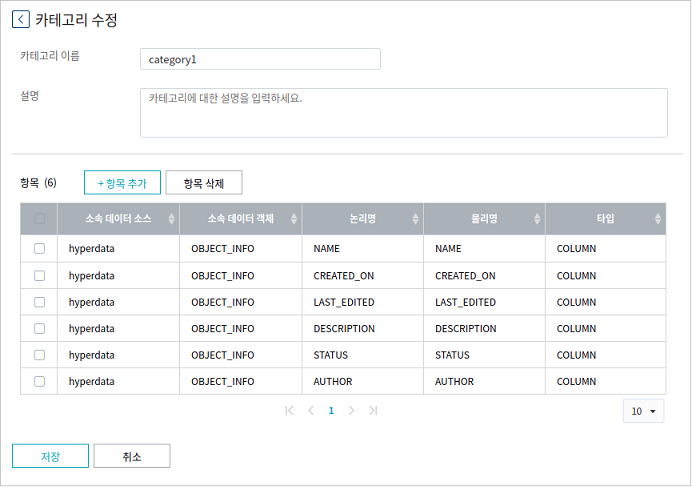 카테고리 수정
카테고리 이름 category1
설명 카테고리에 대한 설명을 입력하세요.
항목 (6) + 항목 추가 항목 삭제
소속 데이터 소스 소속 데이터 객체 논리명 물리명 타입
hyperdata OBJECT_INFO NAME NAME COLUMN
hyperdata OBJECT_INFO CREATED_ON CREATED_ON COLUMN
hyperdata OBJECT_INFO LAST_EDITED LAST_EDITED COLUMN
hyperdata OBJECT_INFO DESCRIPTION DESCRIPTION COLUMN
hyperdata OBJECT_INFO STATUS STATUS COLUMN
hyperdata OBJECT_INFO AUTHOR AUTHOR COLUMN
1 10
저장 취소